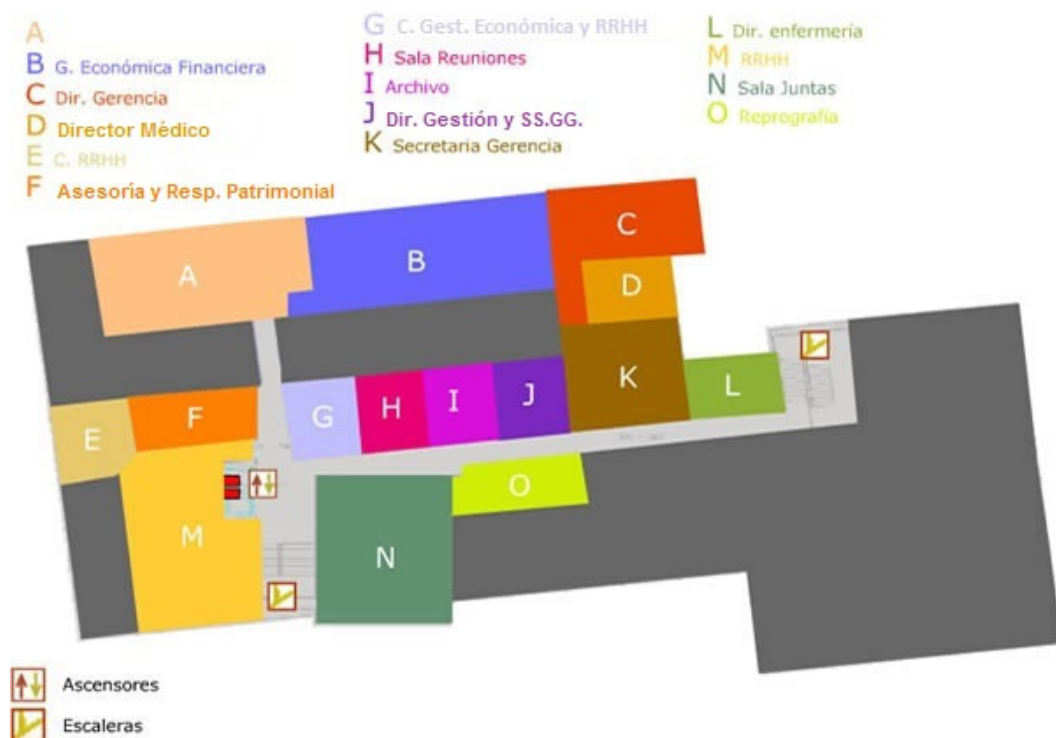 A
B G. Económica Financiera
C Dir. Gerencia
D Director Médico
E C. RRHH
F Asesoría y Resp. Patrimonial
G C. Gest. Económica y RRHH
H Sala Reuniones
I Archivo
J Dir. Gestión y SS.GG.
K Secretaria Gerencia
L Dir. enfermería
M RRHH
N Sala Juntas
O Reprografía
A
B
C
D
E
F
G
H
I
J
K
L
M
N
O
Ascensores
Escaleras